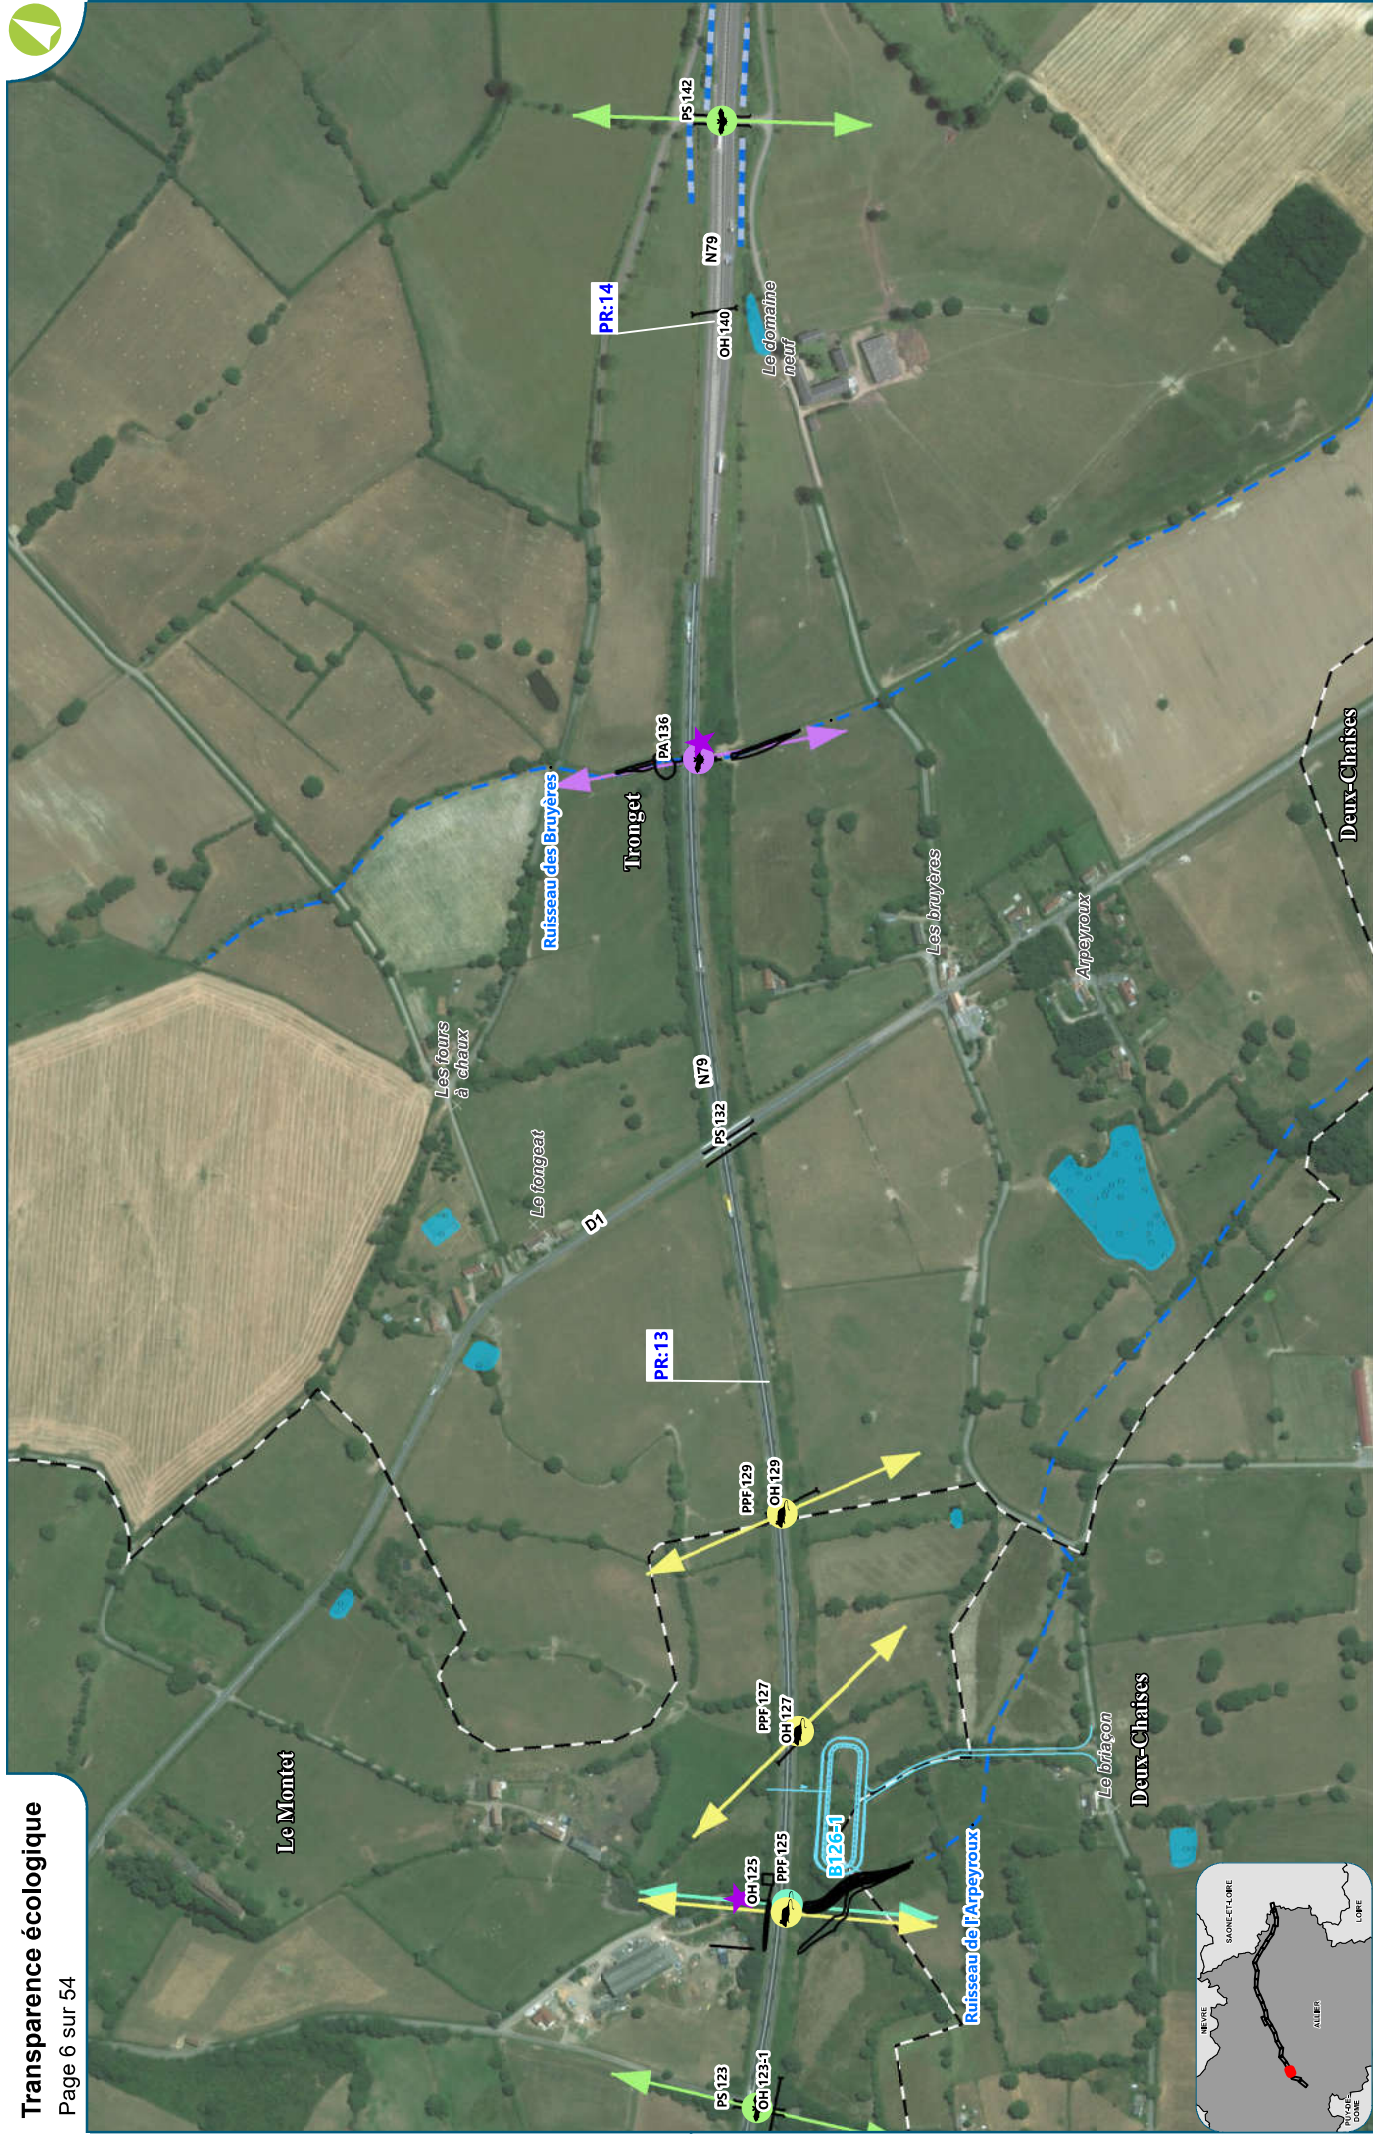 Transparence écologique
Page 6 sur 54
PS 142
N79
PR:14
OH 140
Le domaine
neuf
PA 136
Ruisseau des Bruyères
Tronget
Deux-Chaises
Les bruyères
Arpeyroux
Les fours
à chaux
N79
PS 132
Le fongeat
D1
PR:13
PPF 129
OH 129
PPF 127
OH 127
Le Montet
Le briaçon
Deux-Chaises
B126-1
OH 125
PPF 125
Ruisseau de l'Arpeyroux
PS 123
OH 123-1
NIEVRE
SAONE-ET-LOIRE
ALLIER
LOIRE
PUY-DE-
DOME